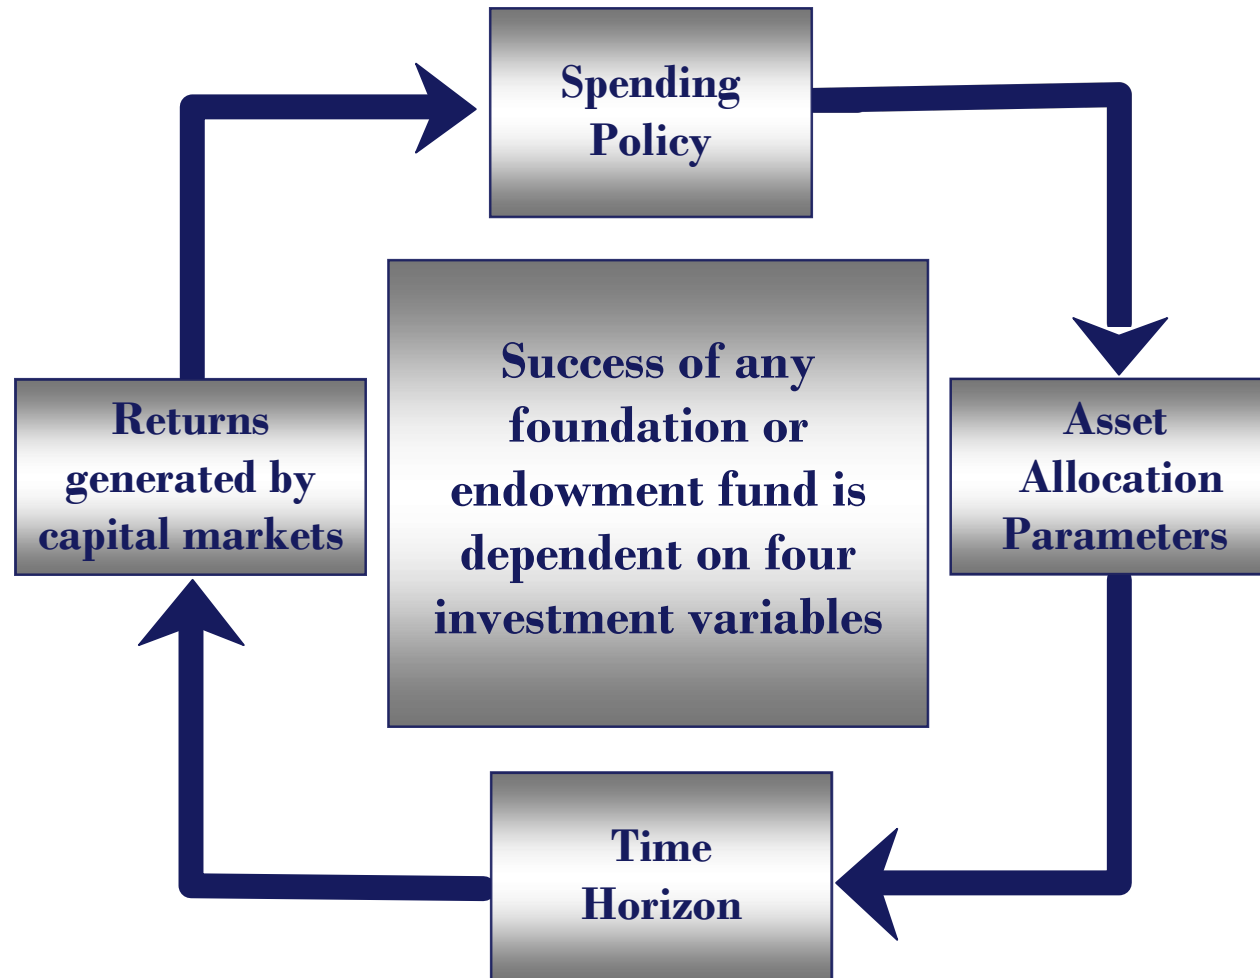 Spending
Policy
Success of any
foundation or
endowment fund is
dependent on four
investment variables
Returns
generated by
capital markets
Asset
Allocation
Parameters
Time
Horizon